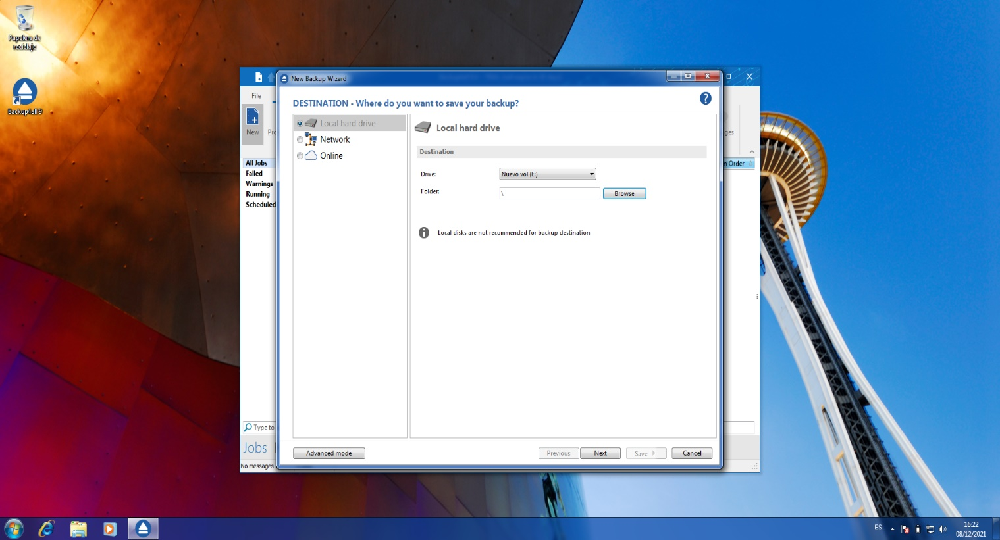 Papelera de
reciclaje
Backup4all 9
New Backup Wizard
File
New
All Jobs
Failed
Warnings
Running
Scheduled
Type to
Jobs
No messages
n Order
DESTINATION - Where do you want to save your backup?
?
Local hard drive
Network
Online
Local hard drive
Destination
Drive:
Nuevo vol (E:)
Folder:
\
Browse
Local disks are not recommended for backup destination
Advanced mode
Previous
Next
Save
Cancel
ES
16:22
08/12/2021